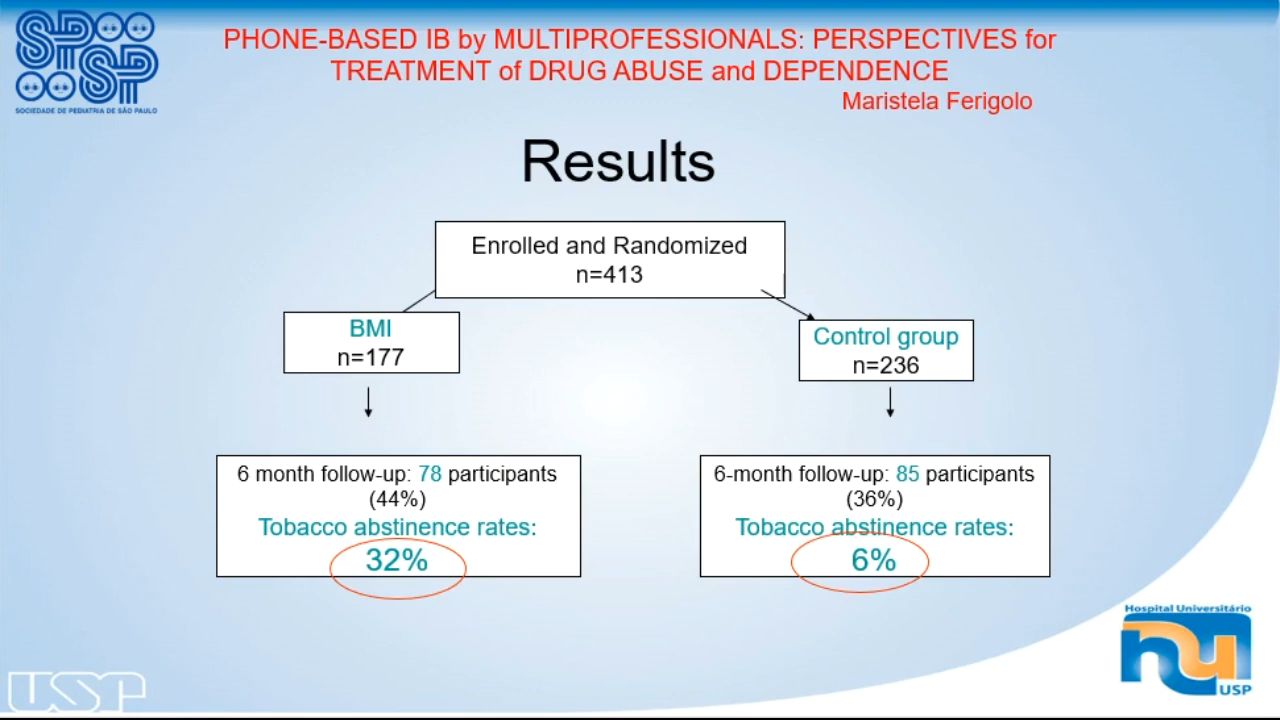 SPSP
SOCIEDADE DE PEDIATRIA DE SÃO PAULO
PHONE-BASED IB by MULTIPROFESSIONALS: PERSPECTIVES for
TREATMENT of DRUG ABUSE and DEPENDENCE
Maristela Ferigolo
Results
Enrolled and Randomized
n=413
BMI
n=177
Control group
n=236
6 month follow-up: 78 participants
(44%)
Tobacco abstinence rates:
32%
6-month follow-up: 85 participants
(36%)
Tobacco abstinence rates:
6%
Hospital Universitário
hu
USP
USP